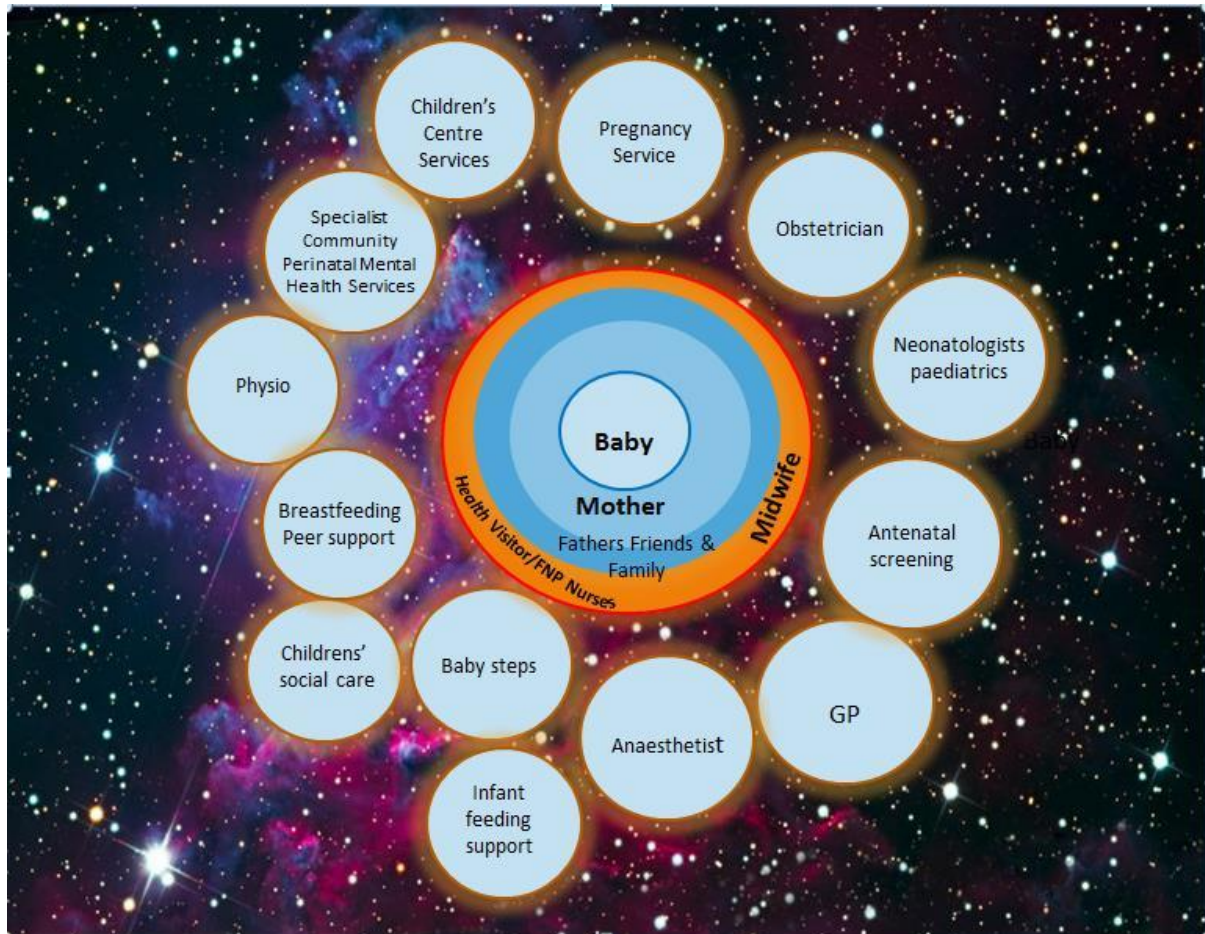 Children's
Centre
Services
Pregnancy
Service
Obstetrician
Specialist
Community
Perinatal Mental
Health Services
Neonatologists
paediatrics
Physio
Baby
Baby
Mother
Fathers Friends &
Family
Health Visitor/FNP Nurses
Midwife
Breastfeeding
Peer support
Antenatal
screening
Childrens'
social care
Baby steps
GP
Anaesthetist
Infant
feeding
support